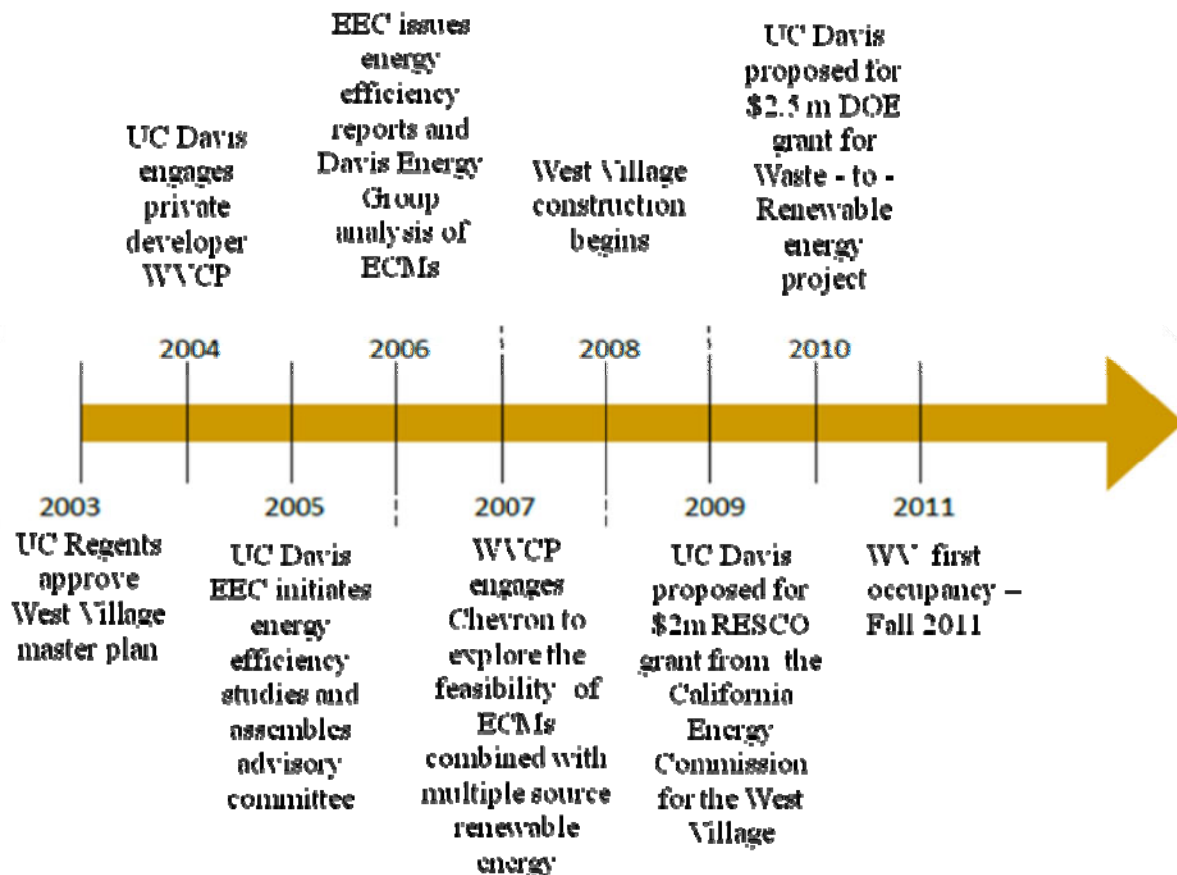 UC Davis
engages
private
developer
WVCP
EEC issues
energy
efficiency
reports and
Davis Energy
Group
analysis of
ECMs
West Village
construction
begins
UC Davis
proposed for
$2.5 m DOE
grant for
Waste - to -
Renewable
energy
project
2004
2006
2008
2010
2003
2005
2007
2009
2011
UC Regents
approve
West Village
master plan
UC Davis
EEC initiates
energy
efficiency
studies and
assembles
advisory
committee
WVCP
engages
Chevron to
explore the
feasibility of
ECMs
combined with
multiple source
renewable
energy
UC Davis
proposed for
$2m RESCO
grant from the
California
Energy
Commission
for the West
Village
WV first
occupancy –
Fall 2011